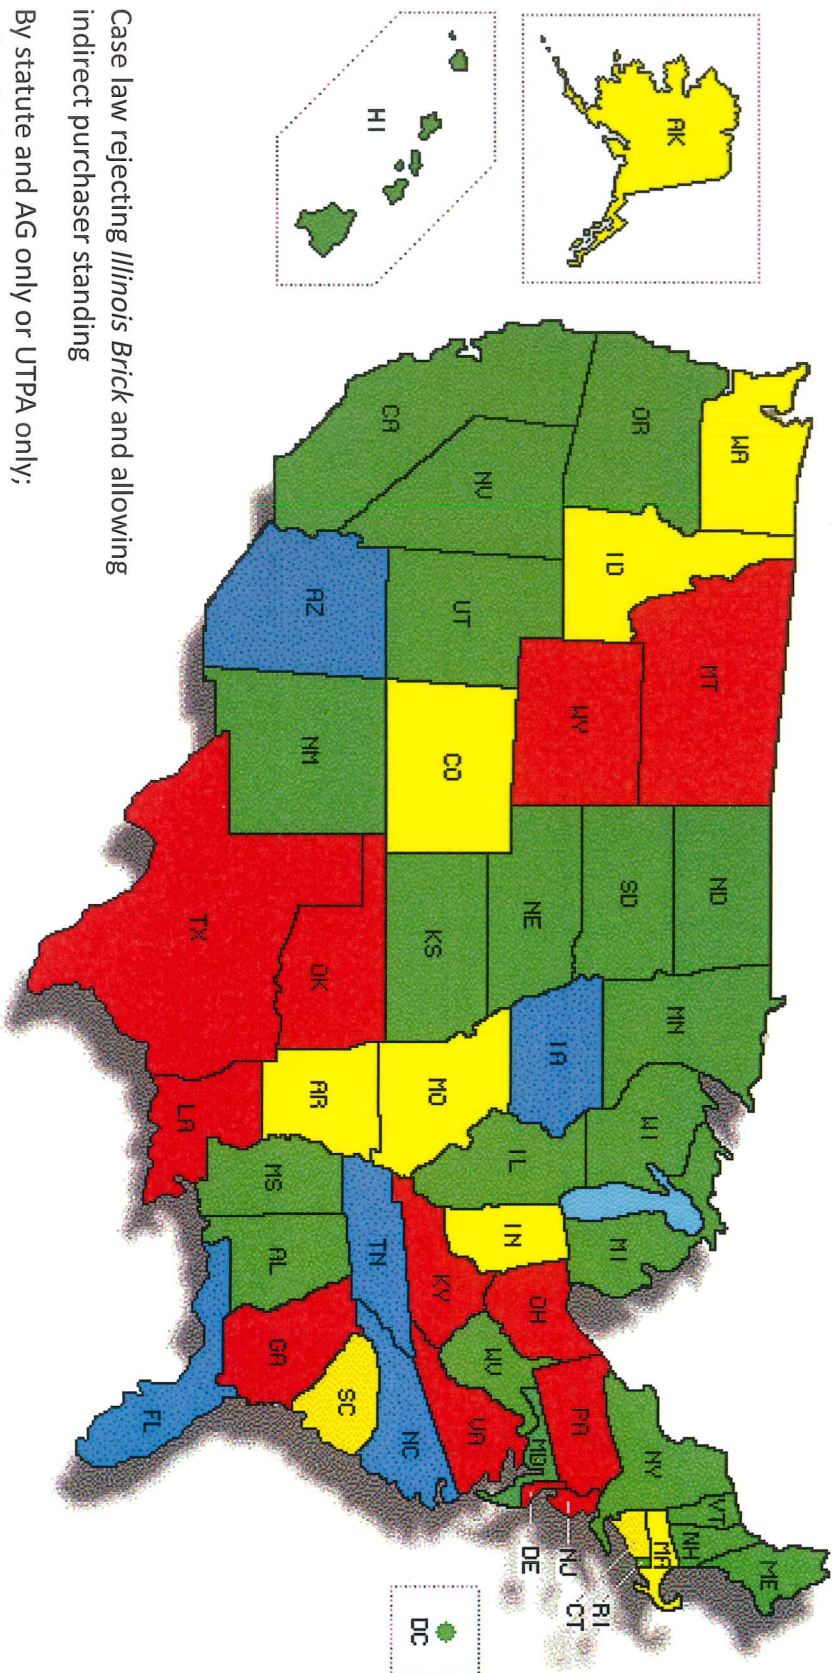 AK
HI
WA
OR
CA
NV
ID
MT
WY
UT
AZ
CO
NM
ND
SD
NE
KS
OK
TX
MN
IA
MO
AR
LA
WI
IL
MI
IN
OH
KY
TN
MS
AL
GA
FL
SC
NC
VA
WV
MD
PA
NY
VT
NH
ME
MA
RI
CT
NJ
DE
DC
Case law rejecting Illinois Brick and allowing
indirect purchaser standing
By statute and AG only or UTPA only;